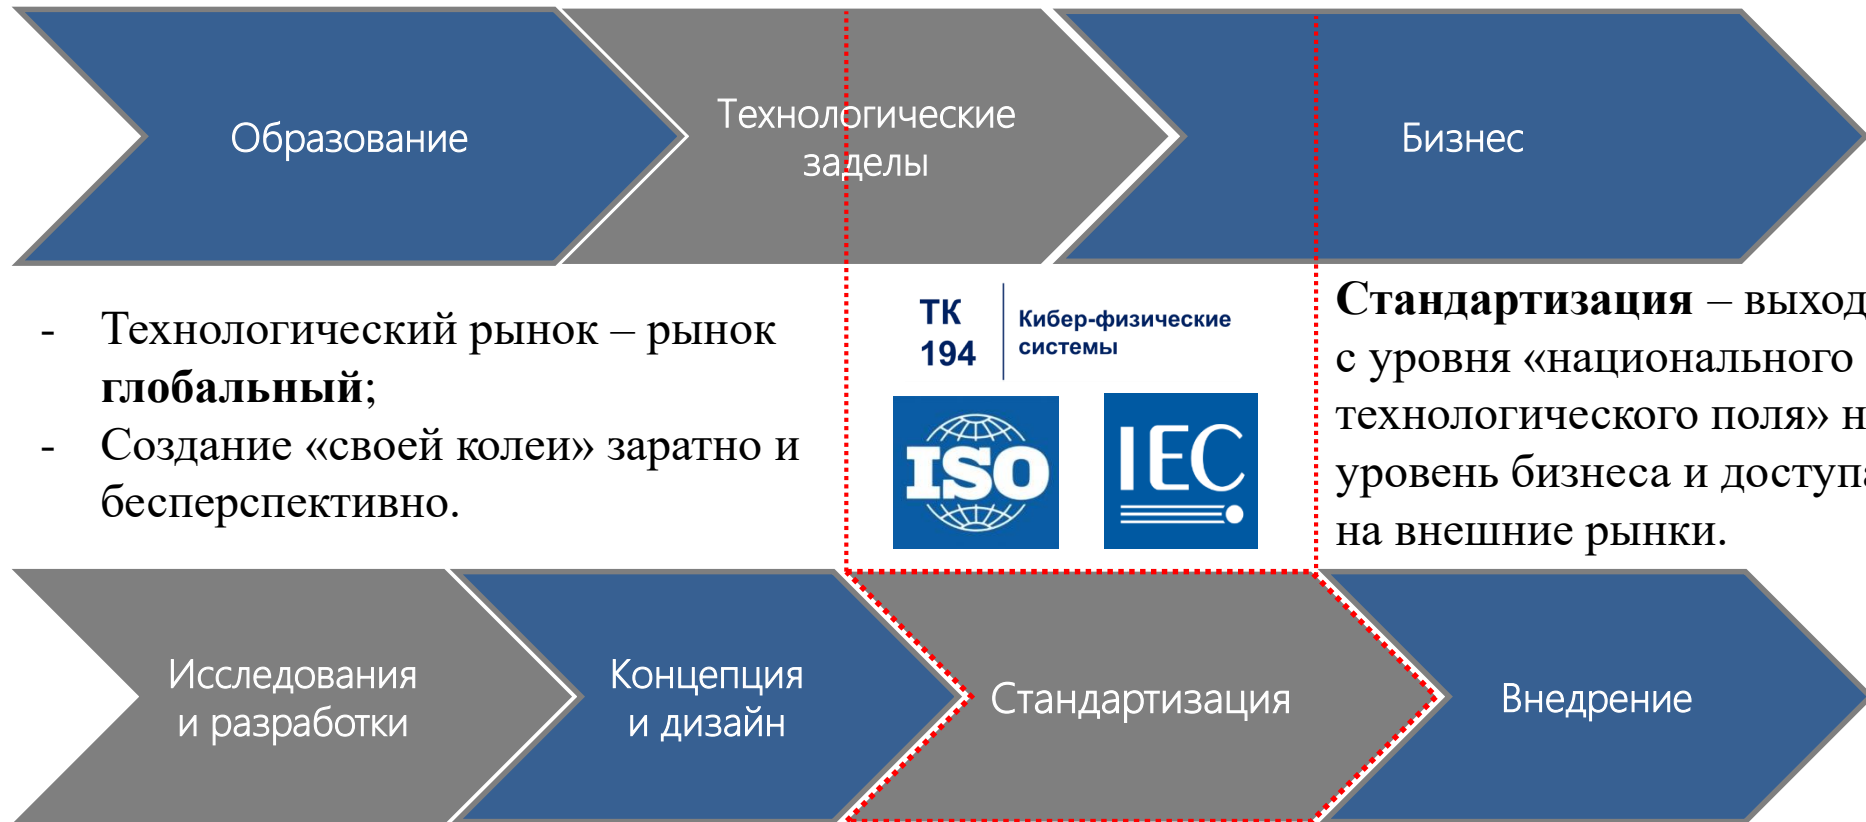 Образование
Технологические
заделы
Бизнес
- Технологический рынок – рынок
глобальный;
- Создание «своей колеи» заратно и
бесперспективно.
ТК
194
Кибер-физические
системы
ISO
IEC
Стандартизация – выход
с уровня «национального
технологического поля» н
уровень бизнеса и доступа
на внешние рынки.
Исследования
и разработки
Концепция
и дизайн
Стандартизация
Внедрение